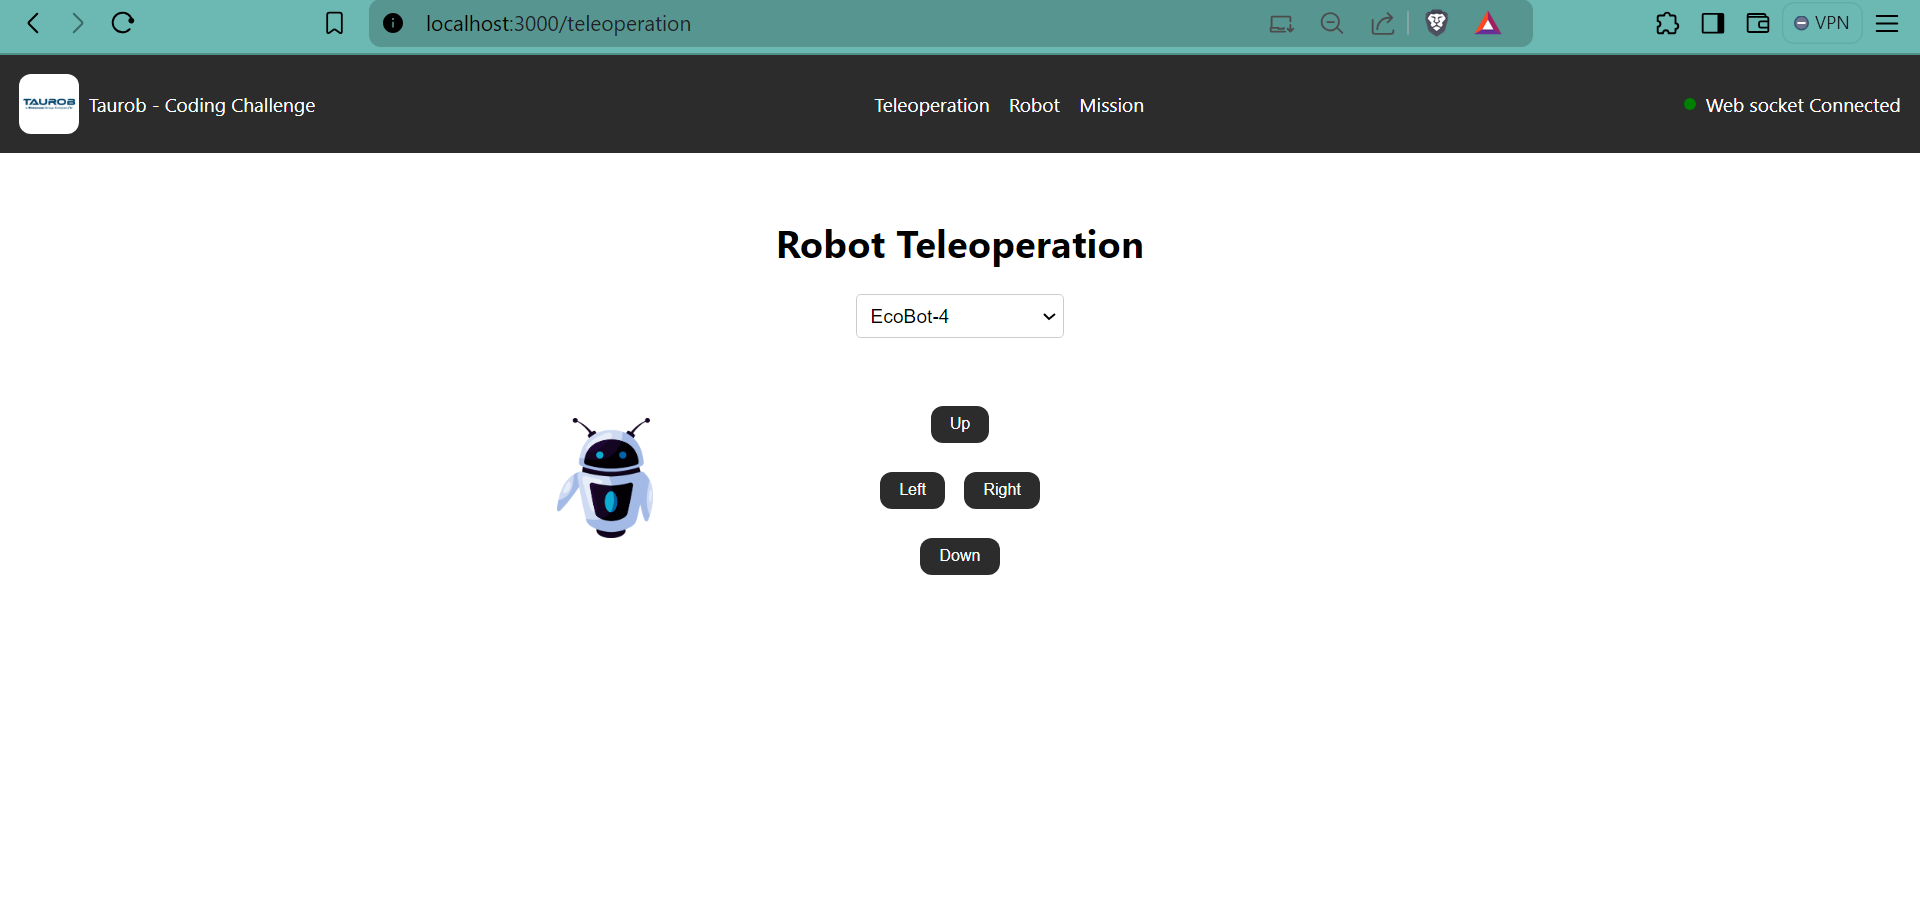 localhost:3000/teleoperation
VPN
TAUROB
Taurob - Coding Challenge
Teleoperation Robot Mission
Web socket Connected
Robot Teleoperation
EcoBot-4
Up
Left Right
Down